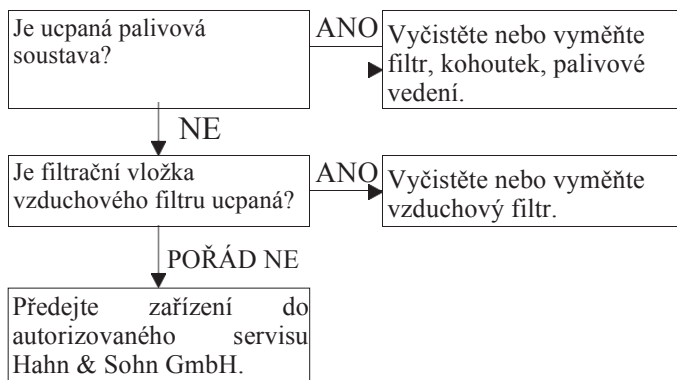 Je ucpaná palivová
soustava?
ANO
Vyčistěte nebo vyměňte
filtr, kohoutek, palivové
vedení.
NE
Je filtrační vložka
vzduchového filtru ucpaná?
ANO
Vyčistěte nebo vyměňte
vzduchový filtr.
POŘÁD NE
Předejte zařízení do
autorizovaného servisu
Hahn & Sohn GmbH.